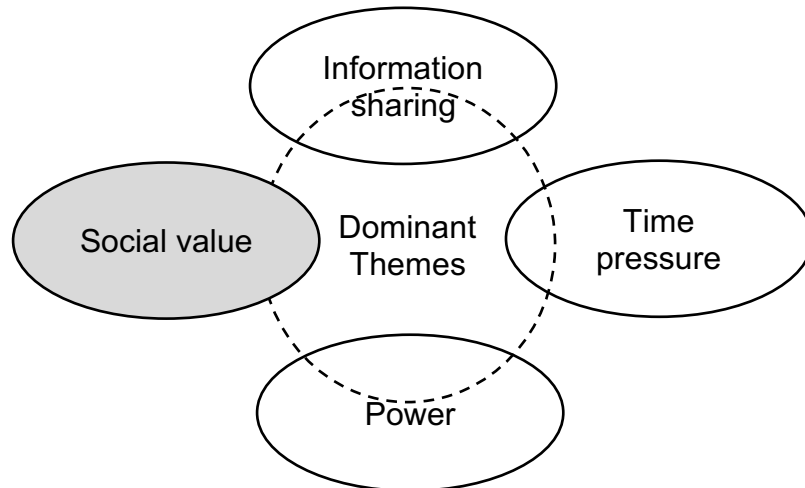 Information
sharing
Social value
Dominant
Themes
Time
pressure
Power